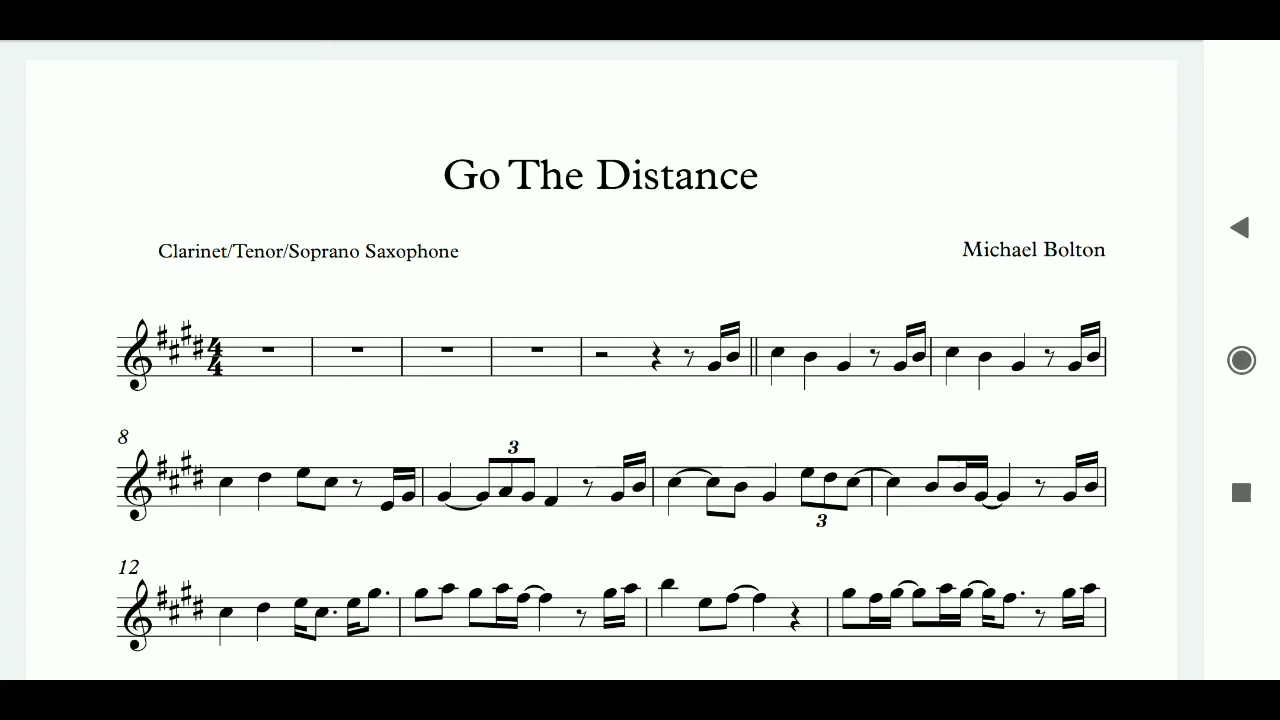 Go The Distance
Clarinet/Tenor/Soprano Saxophone
Michael Bolton
4
4
8
3
3
12